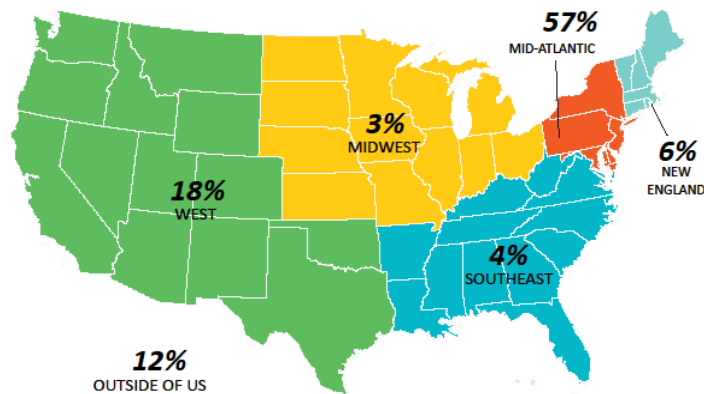 57%
MID-ATLANTIC
3%
MIDWEST
6%
NEW
ENGLAND
18%
WEST
4%
SOUTHEAST
12%
OUTSIDE OF US